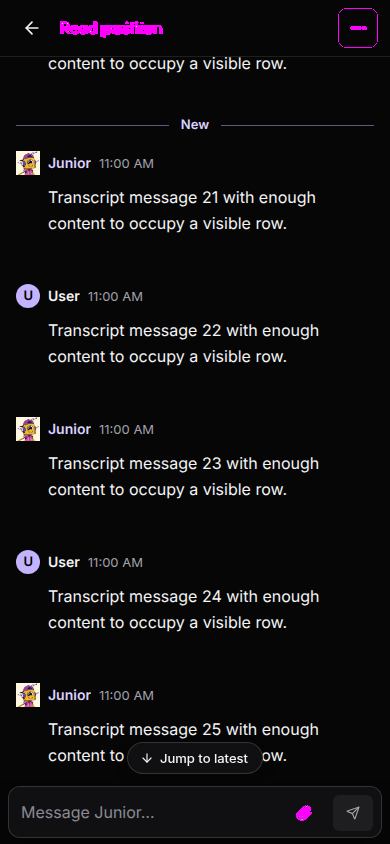 Read position
content to occupy a visible row.
New
Junior 11:00 AM
Transcript message 21 with enough
content to occupy a visible row.
U User 11:00 AM
Transcript message 22 with enough
content to occupy a visible row.
Junior 11:00 AM
Transcript message 23 with enough
content to occupy a visible row.
U User 11:00 AM
Transcript message 24 with enough
content to occupy a visible row.
Junior 11:00 AM
Transcript message 25 with enough
content to
ow.
Jump to latest
Message Junior...